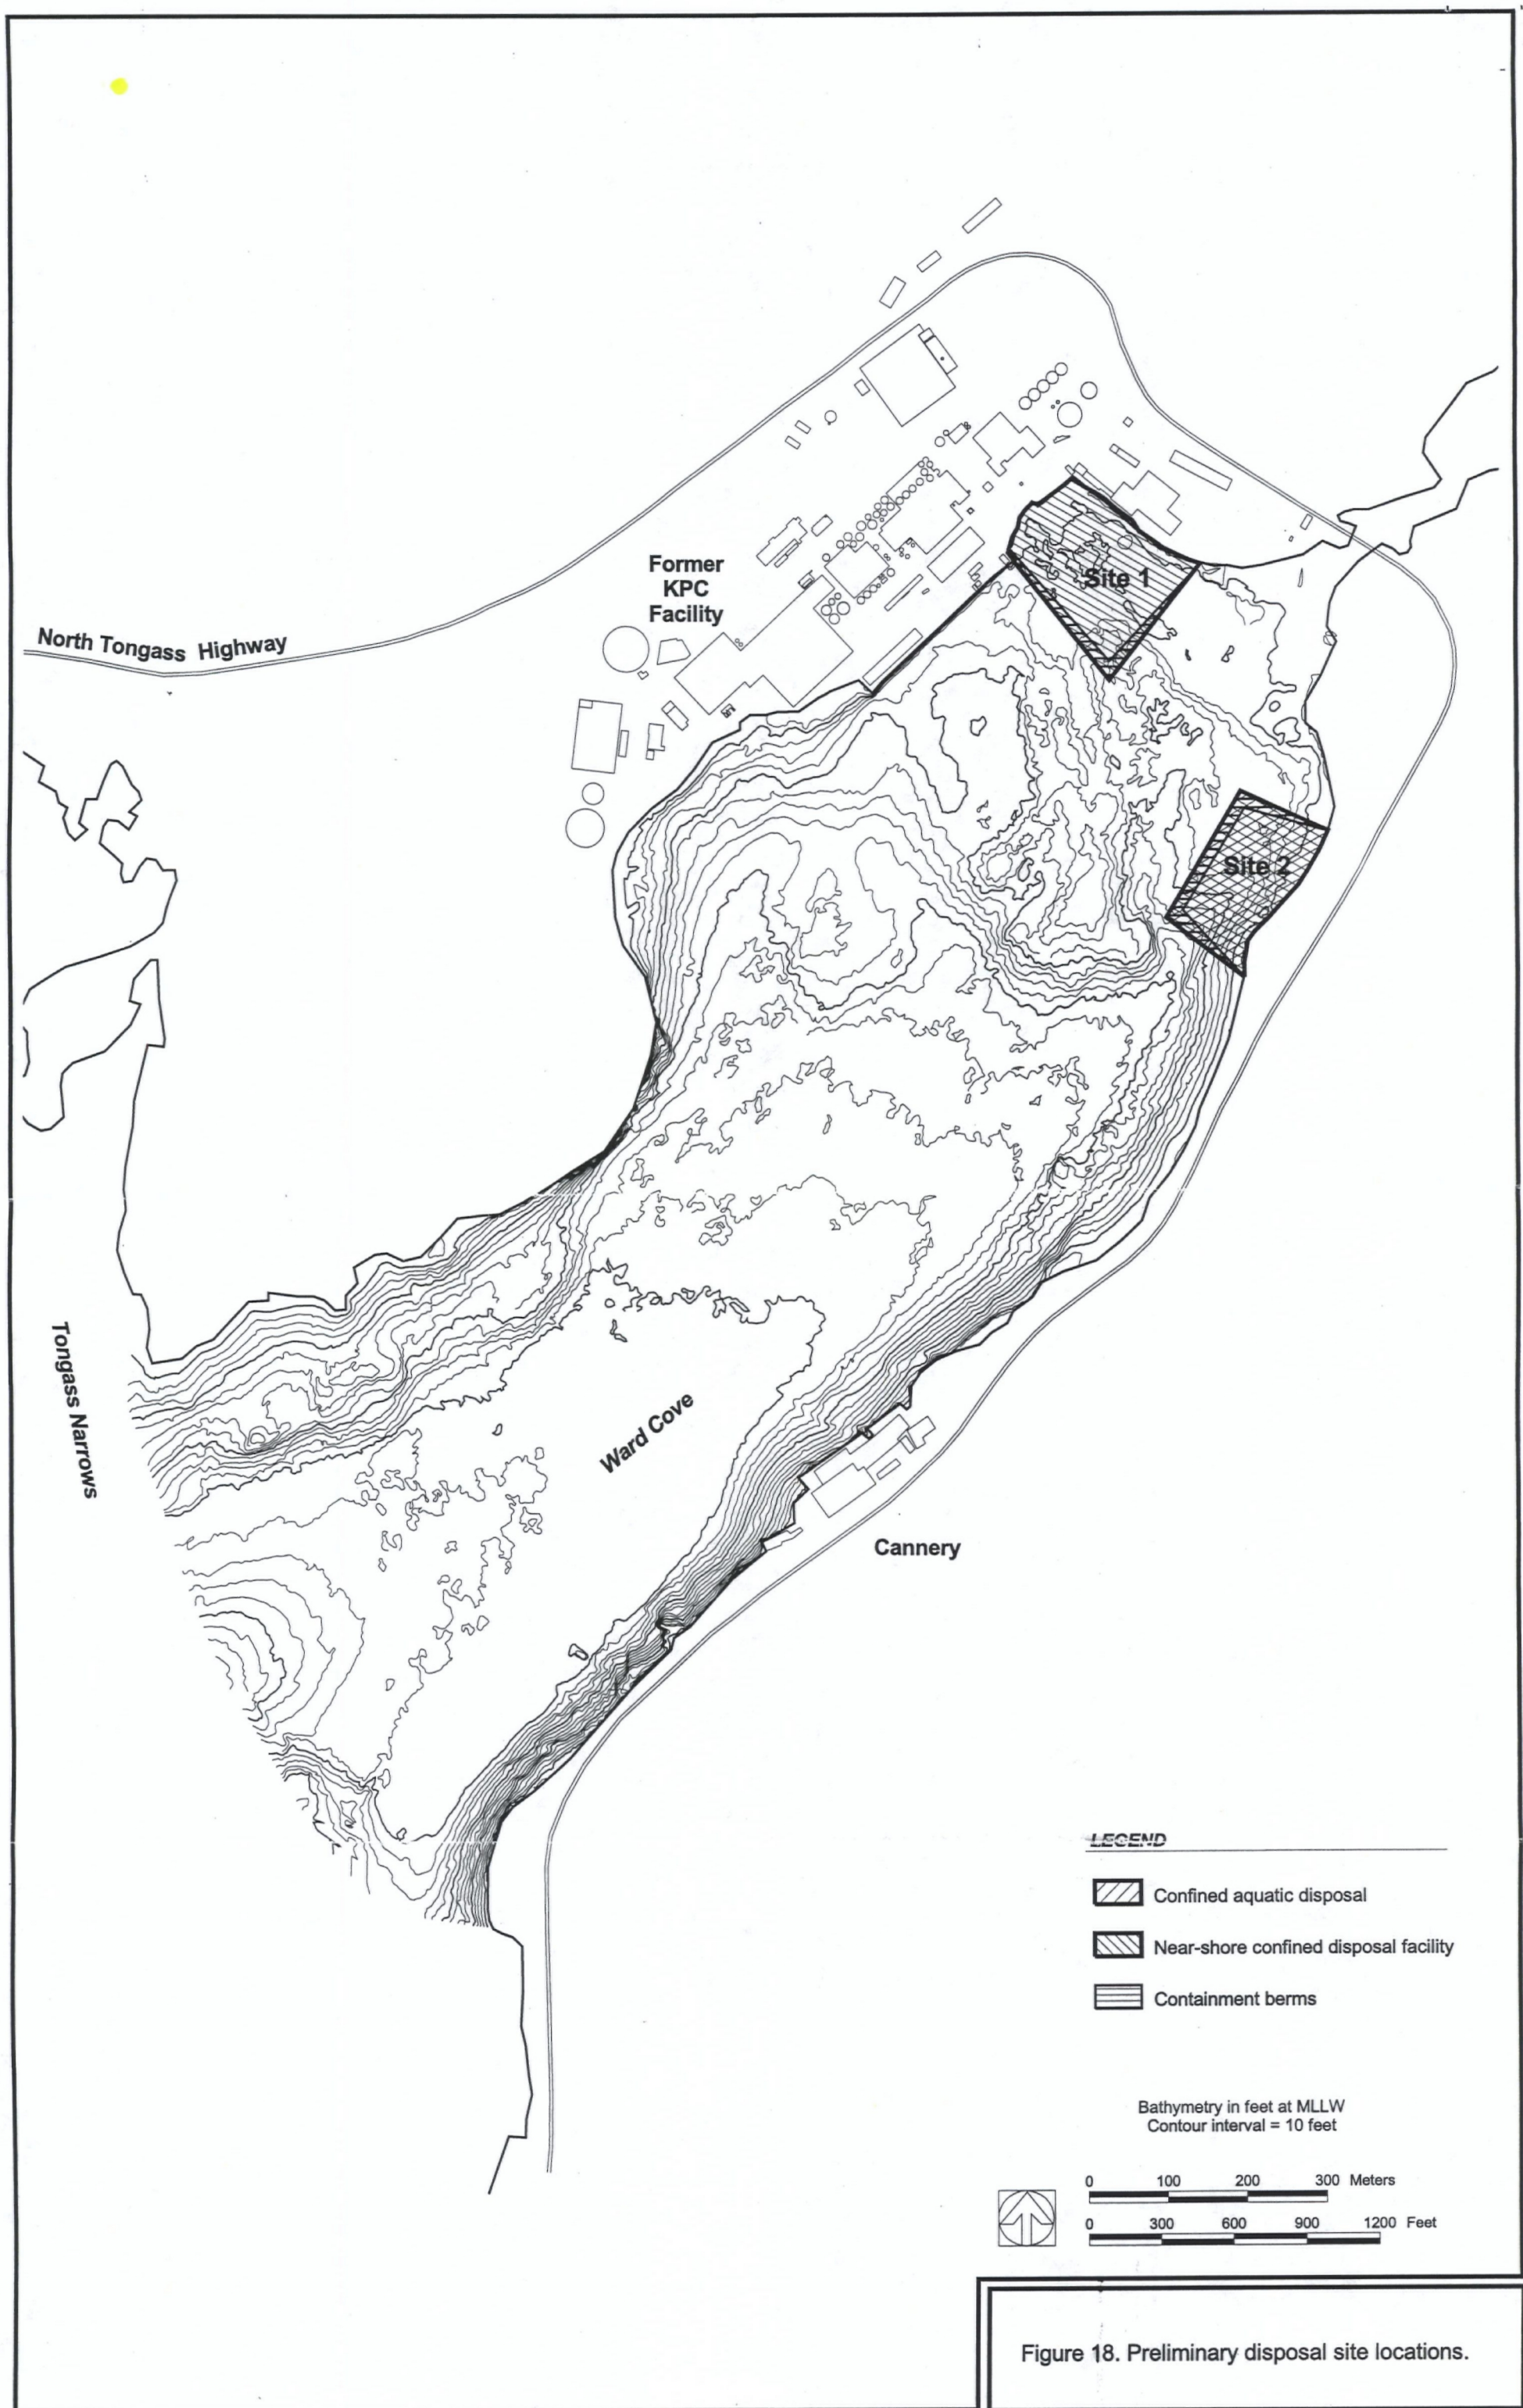 Former
KPC
Facility
Site 1
North Tongass Highway
Site 2
Tongass Narrows
Ward Cove
Cannery
LEGEND
Confined aquatic disposal
Near-shore confined disposal facility
Containment berms
Bathymetry in feet at MLLW
Contour interval = 10 feet
0 100 200 300 Meters
0 300 600 900 1200 Feet
Figure 18. Preliminary disposal site locations.